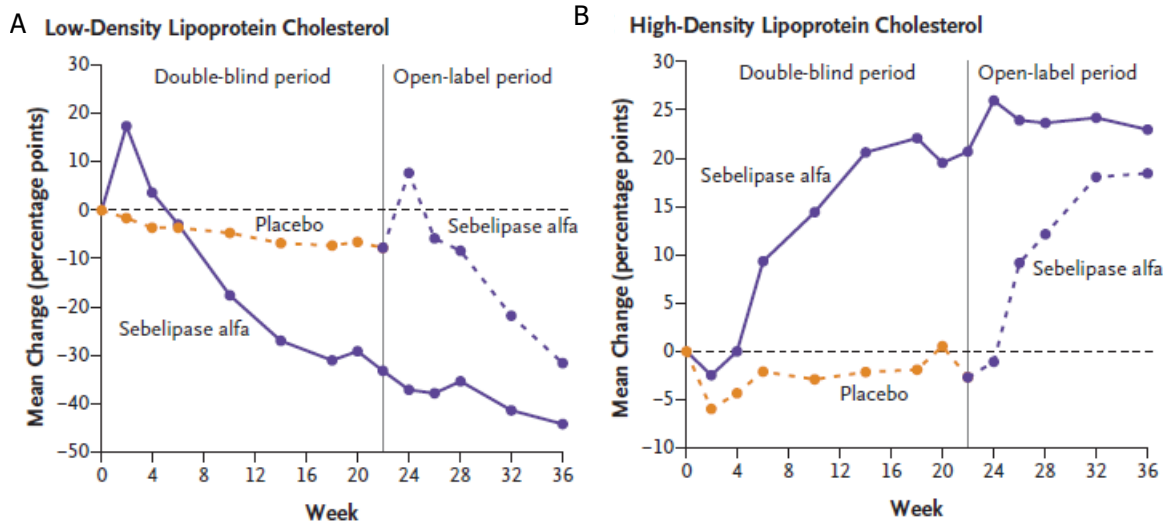 A Low-Density Lipoprotein Cholesterol
Mean Change (percentage points)
30
20
10
0
−10
−20
−30
−40
−50
Double-blind period
Open-label period
Placebo
Sebelipase alfa
Sebelipase alfa
0 4 8 12 16 20 24 28 32 36
Week
B High-Density Lipoprotein Cholesterol
Mean Change (percentage points)
30
25
20
15
10
5
0
−5
−10
Double-blind period
Open-label period
Sebelipase alfa
Sebelipase alfa
Placebo
0 4 8 12 16 20 24 28 32 36
Week